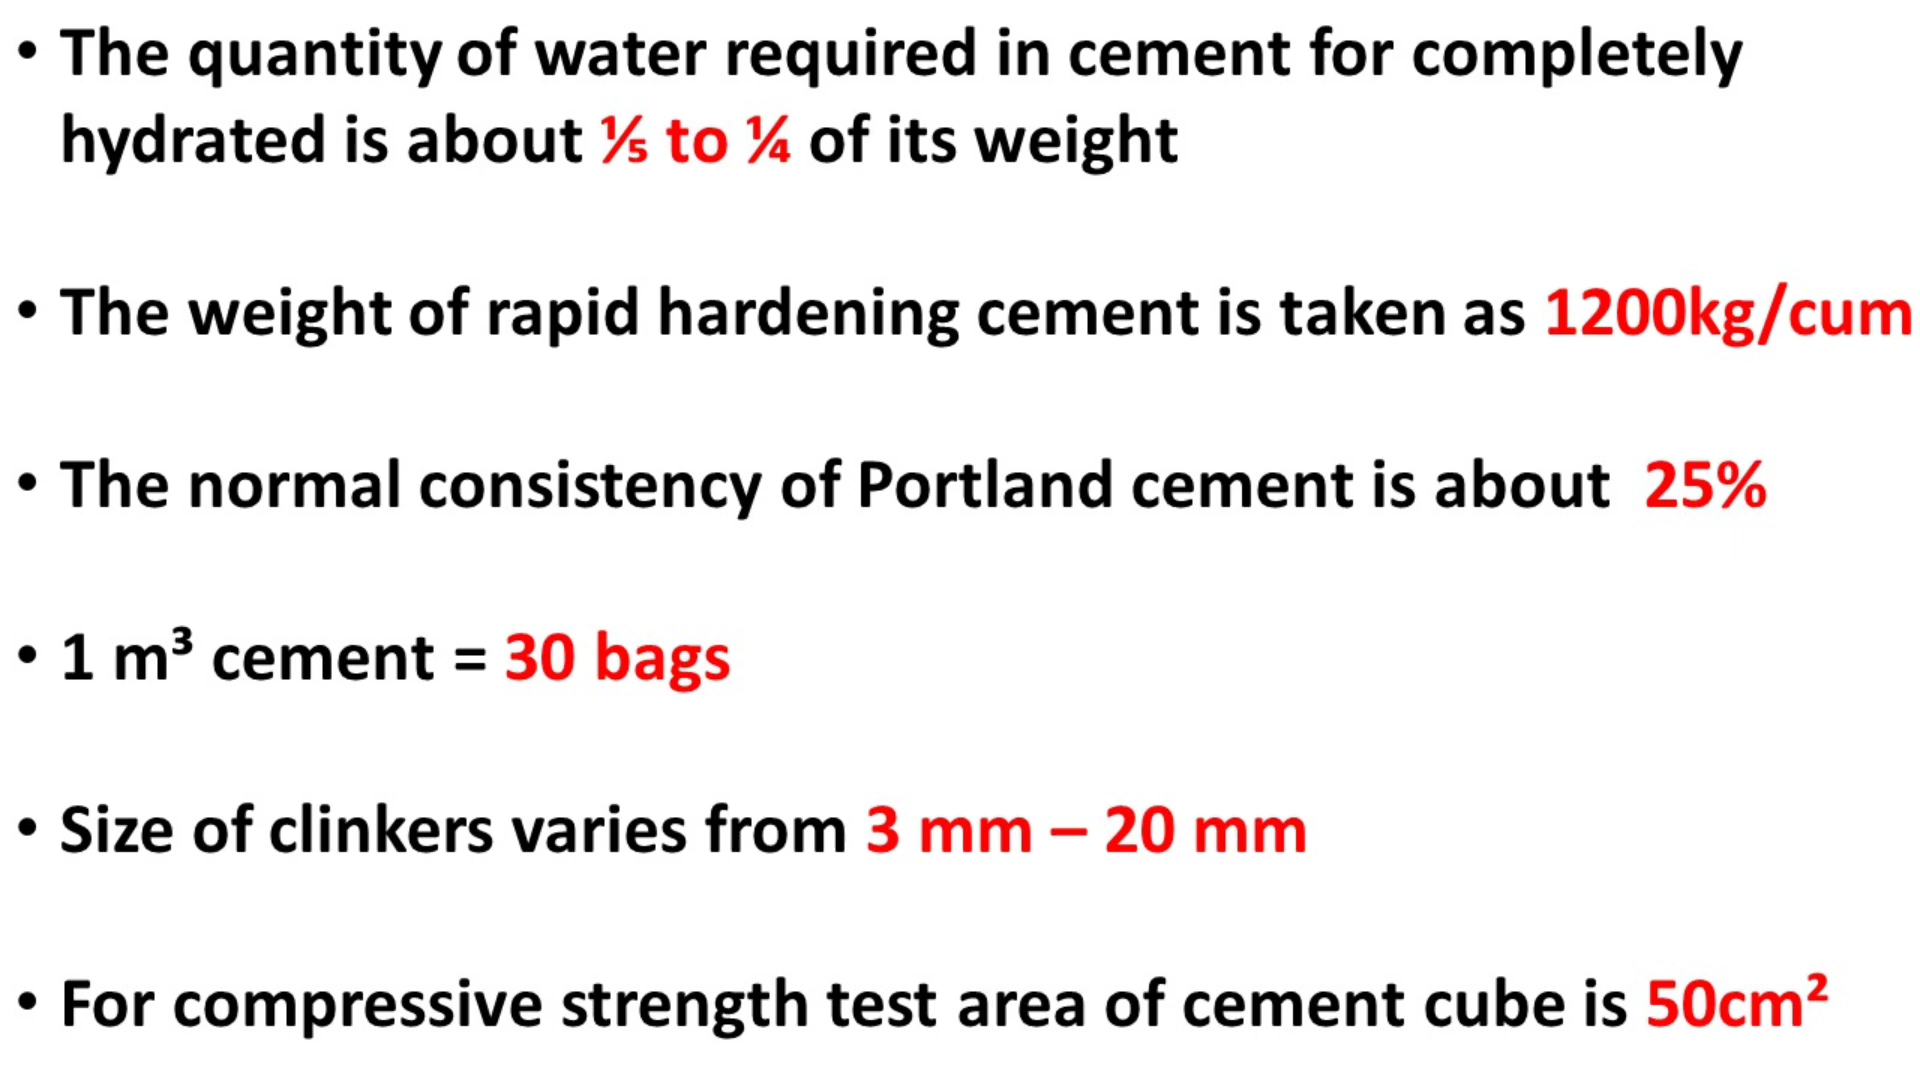 • The quantity of water required in cement for completely
hydrated is about ⅕ to ¼ of its weight
• The weight of rapid hardening cement is taken as 1200kg/cum
• The normal consistency of Portland cement is about 25%
• 1 m³ cement = 30 bags
• Size of clinkers varies from 3 mm – 20 mm
• For compressive strength test area of cement cube is 50cm²